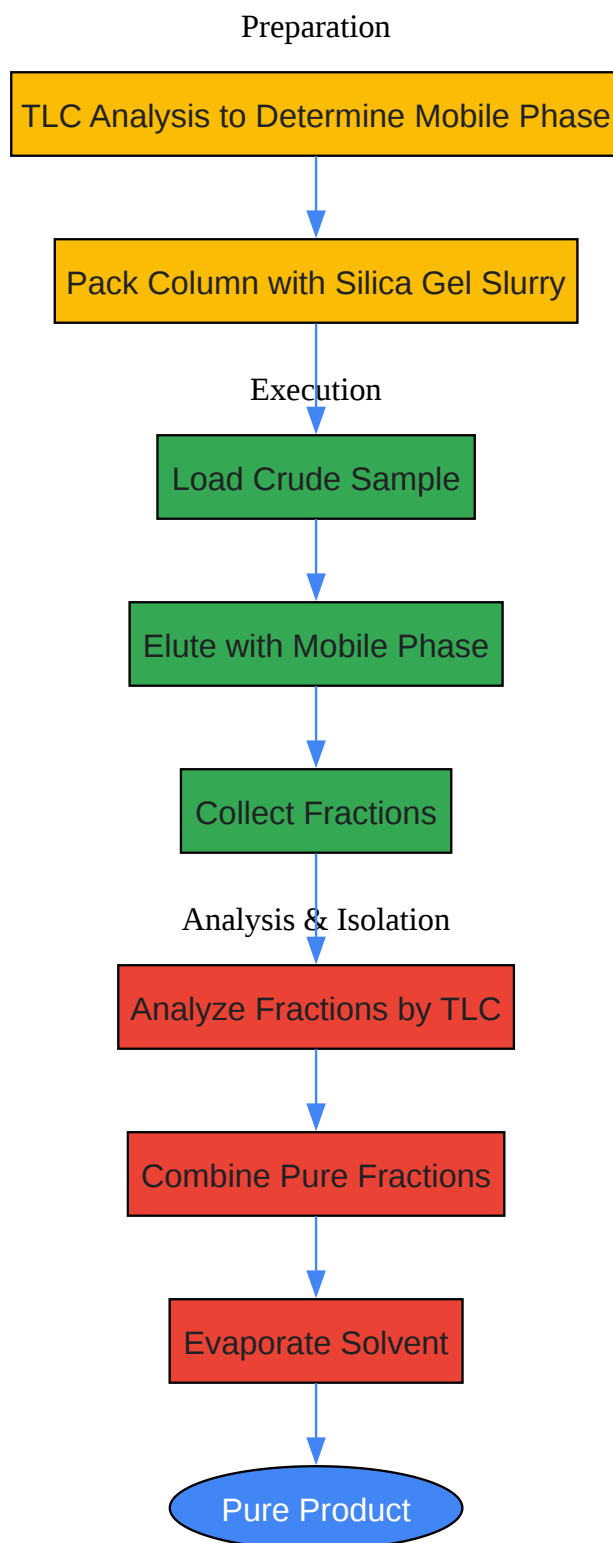 Preparation
TLC Analysis to Determine Mobile Phase
Pack Column with Silica Gel Slurry
Execution
Load Crude Sample
Elute with Mobile Phase
Collect Fractions
Analysis & Isolation
Analyze Fractions by TLC
Combine Pure Fractions
Evaporate Solvent
Pure Product